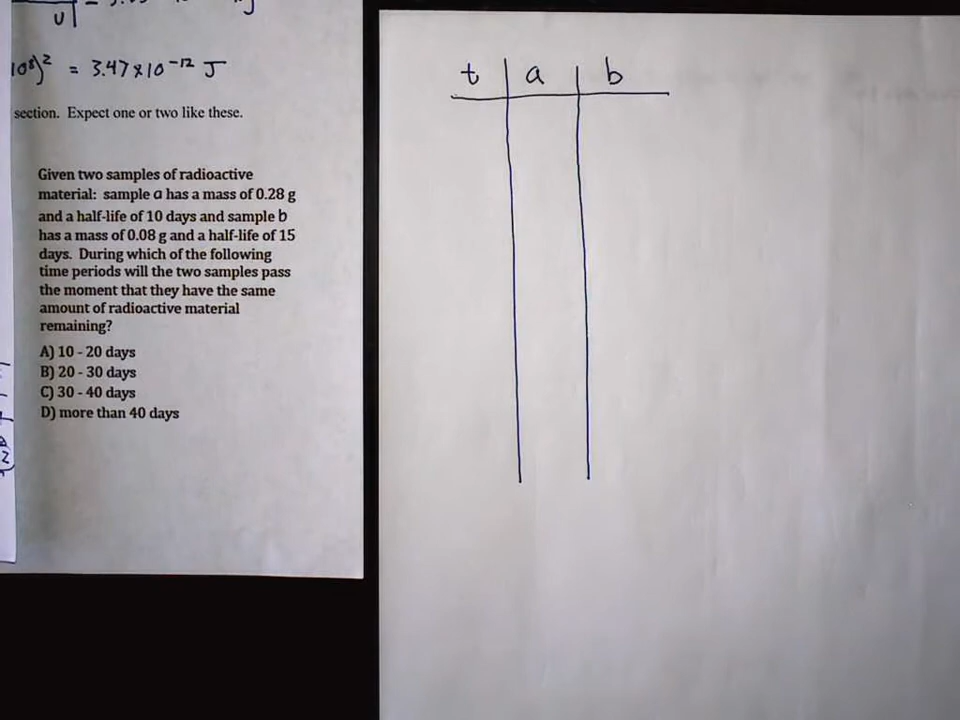 10⁸)² = 3.47×10⁻¹² J
section. Expect one or two like these.
Given two samples of radioactive
material: sample a has a mass of 0.28 g
and a half-life of 10 days and sample b
has a mass of 0.08 g and a half-life of 15
days. During which of the following
time periods will the two samples pass
the moment that they have the same
amount of radioactive material
remaining?
A) 10 - 20 days
B) 20 - 30 days
C) 30 - 40 days
D) more than 40 days
t a b